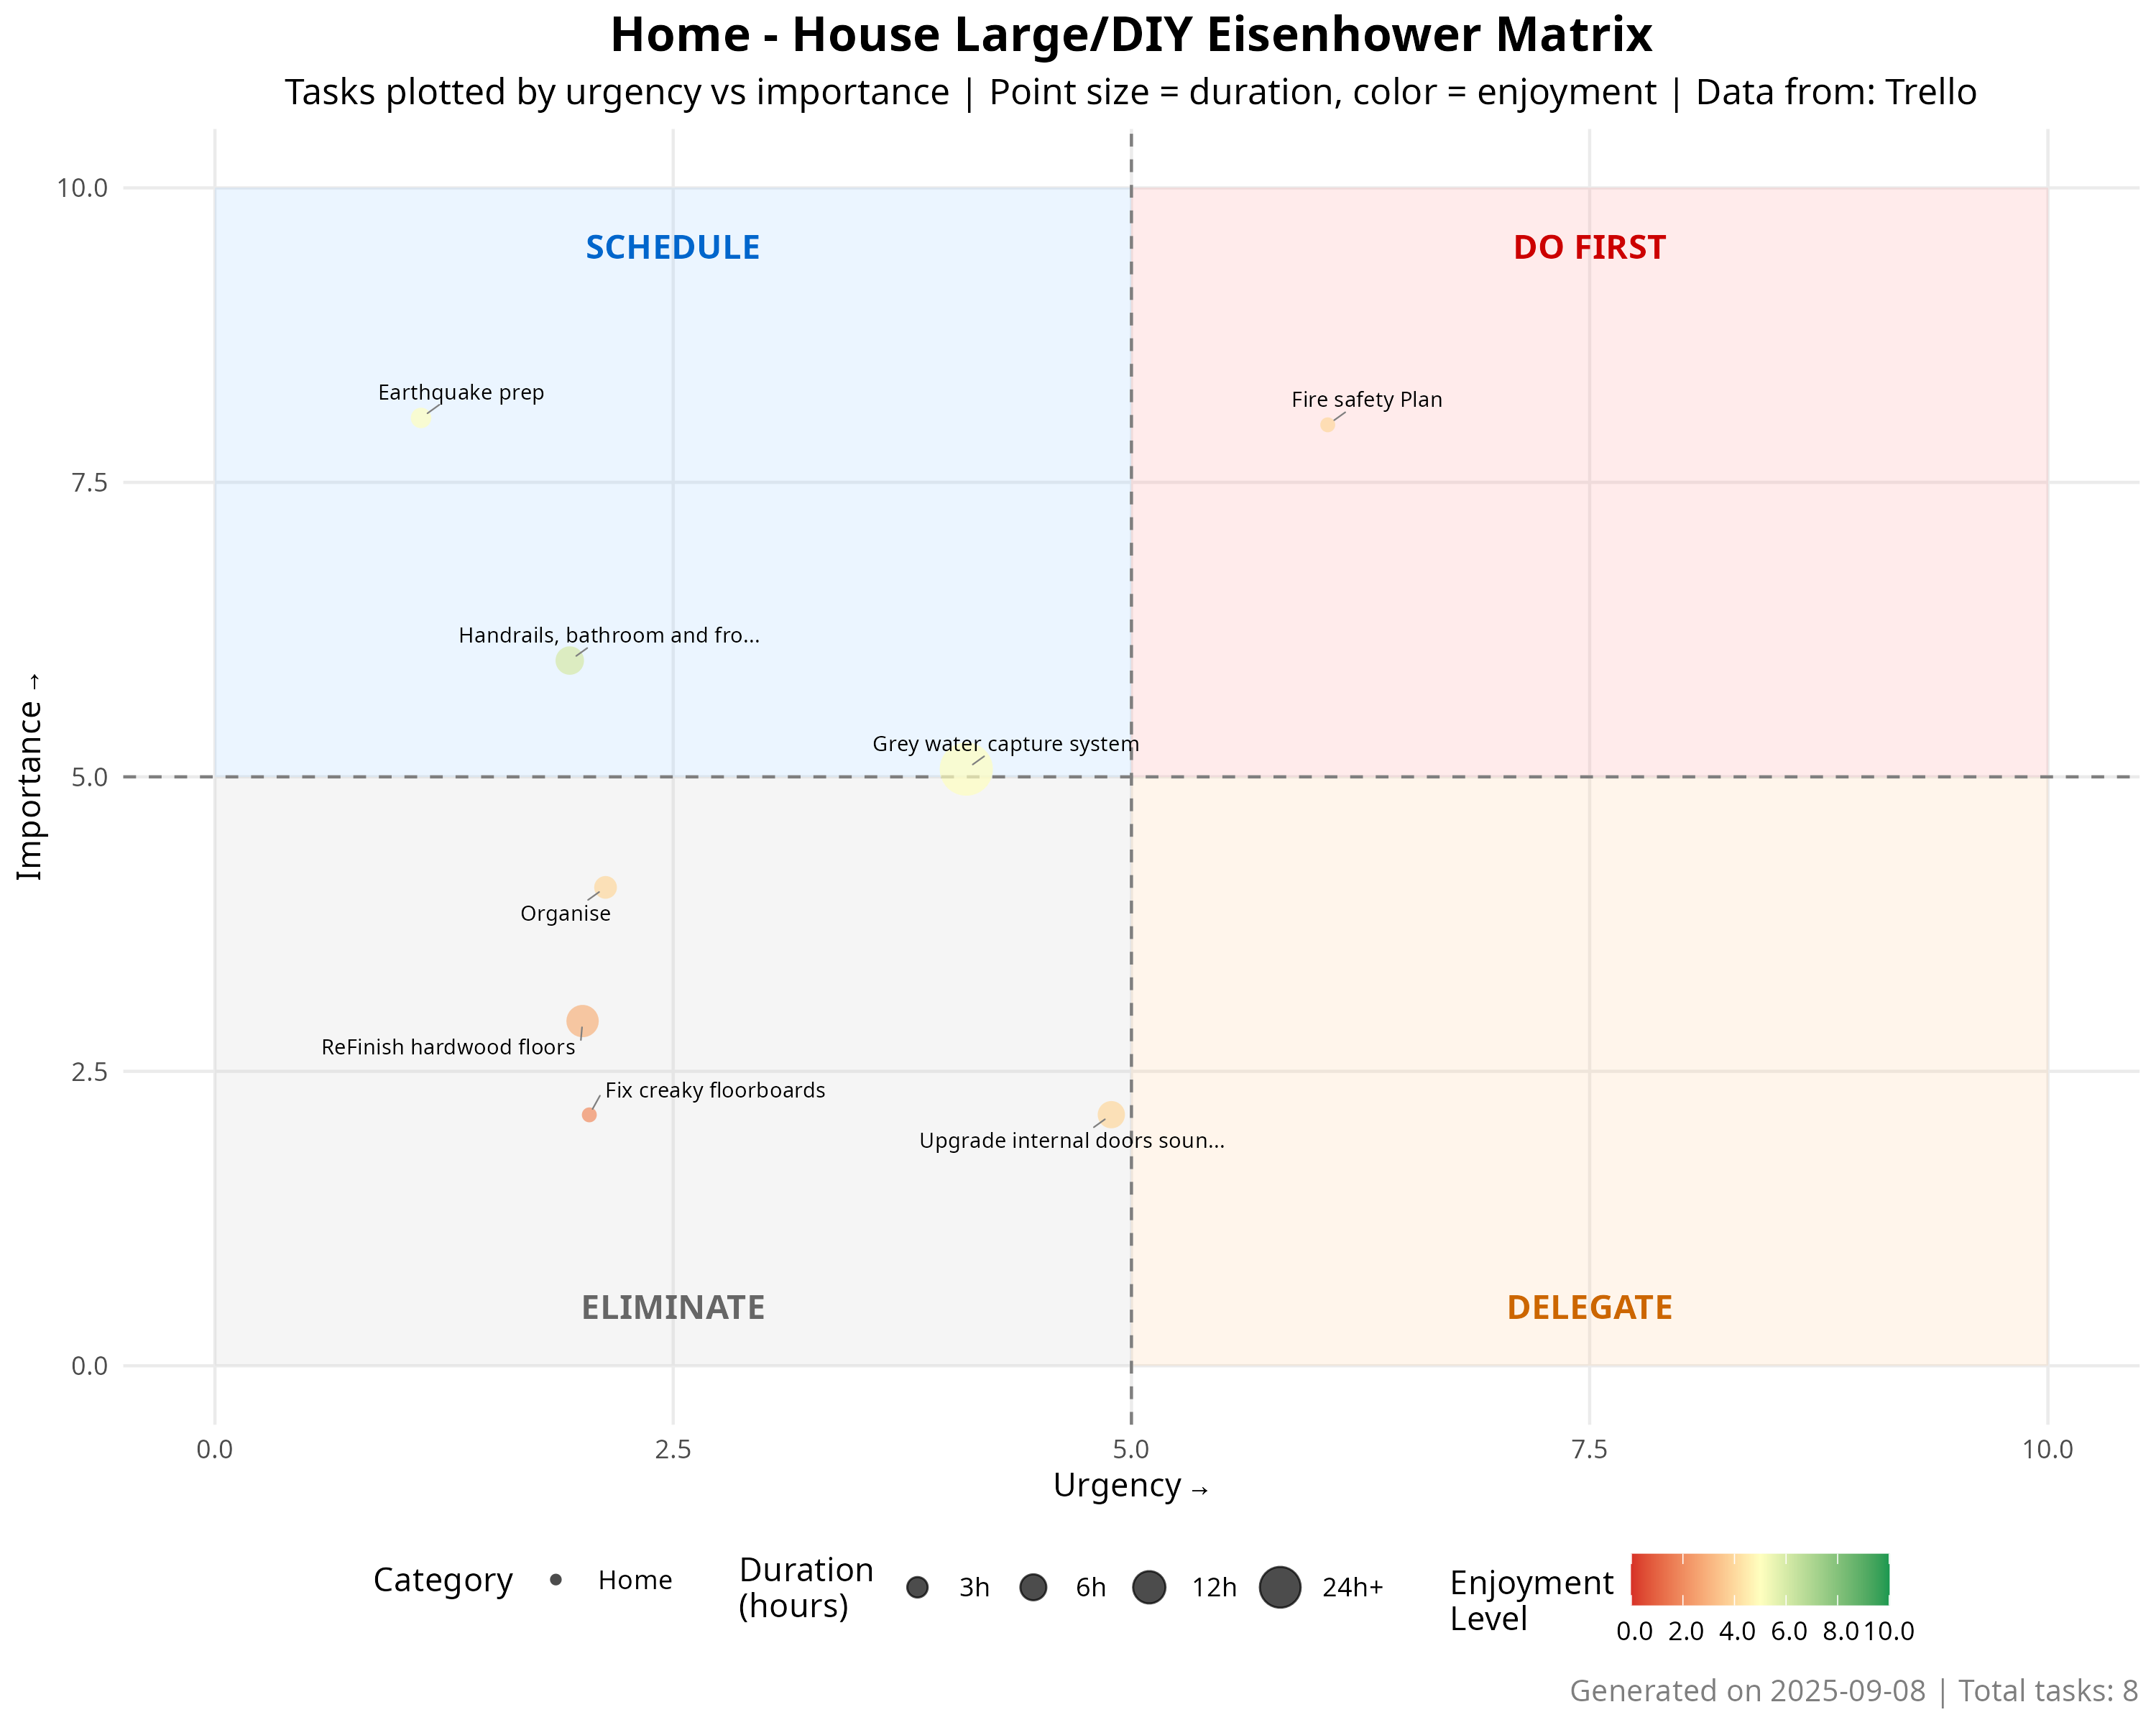 Home - House Large/DIY Eisenhower Matrix
Tasks plotted by urgency vs importance | Point size = duration, color = enjoyment | Data from: Trello
10.0
7.5
5.0
2.5
0.0
Importance →
SCHEDULE
DO FIRST
Earthquake prep
Fire safety Plan
Handrails, bathroom and fro...
Grey water capture system
Organise
ReFinish hardwood floors
Fix creaky floorboards
Upgrade internal doors soun...
ELIMINATE
DELEGATE
0.0 2.5 5.0 7.5 10.0
Urgency →
Category Home
Duration
(hours)
3h 6h 12h 24h+
Enjoyment
Level
0.0 2.0 4.0 6.0 8.0 10.0
Generated on 2025-09-08 | Total tasks: 8